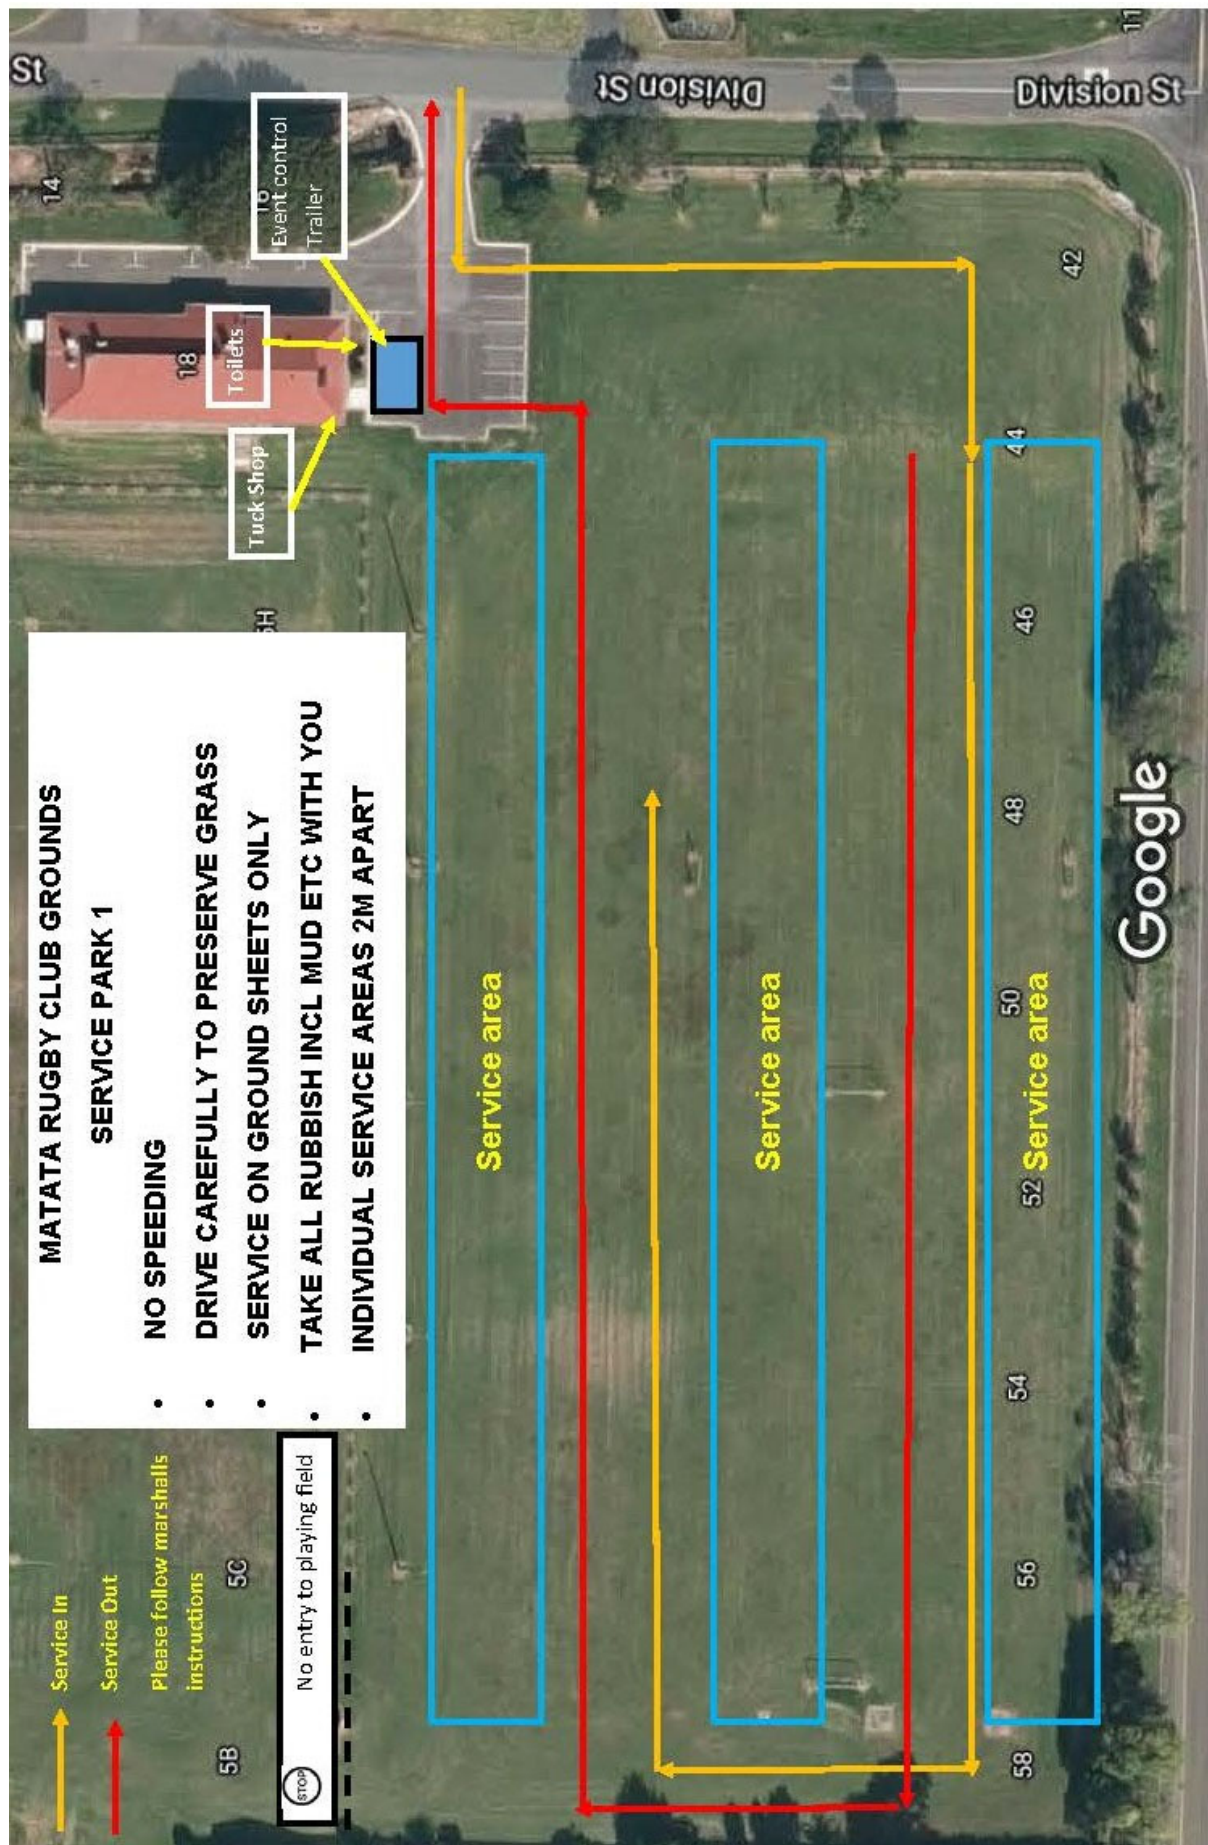 MATATA RUGBY CLUB GROUNDS
SERVICE PARK 1
• NO SPEEDING
• DRIVE CAREFULLY TO PRESERVE GRASS
• SERVICE ON GROUND SHEETS ONLY
• TAKE ALL RUBBISH INCL MUD ETC WITH YOU
• INDIVIDUAL SERVICE AREAS 2M APART
Service In
Service Out
Please follow marshalls
instructions
STOP
No entry to playing field
Tuck Shop
Toilets
Event control
Trailer
Service area
Service area
Service area
St
Division St
Division St
11
14
16
18
42
44
46
48
50
52
54
56
58
5B
5C
5H
Google